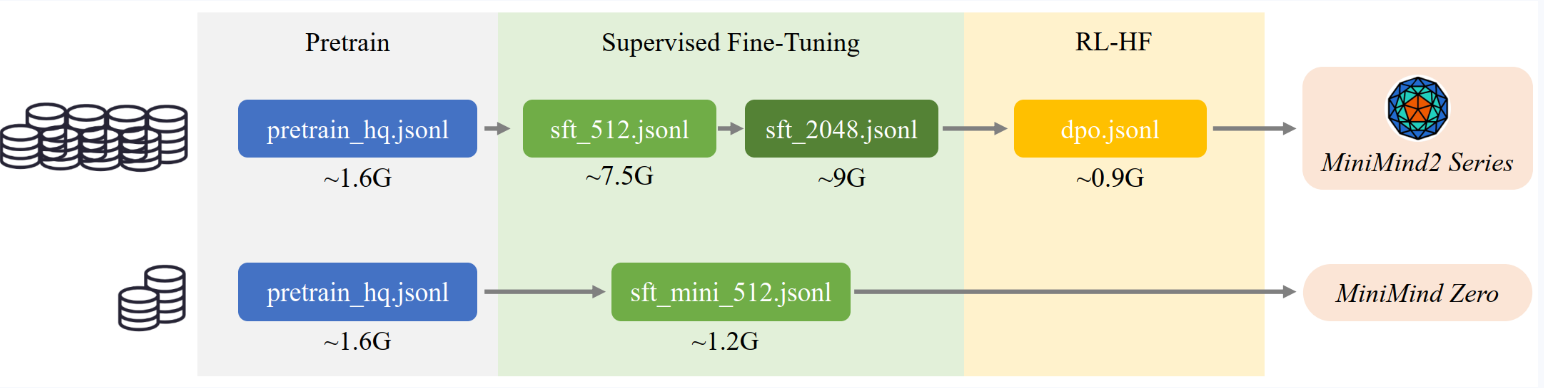 Pretrain
Supervised Fine-Tuning
RL-HF
pretrain_hq.jsonl
sft_512.jsonl
sft_2048.jsonl
dpo.jsonl
MiniMind2 Series
~1.6G
~7.5G
~9G
~0.9G
pretrain_hq.jsonl
sft_mini_512.jsonl
MiniMind Zero
~1.6G
~1.2G